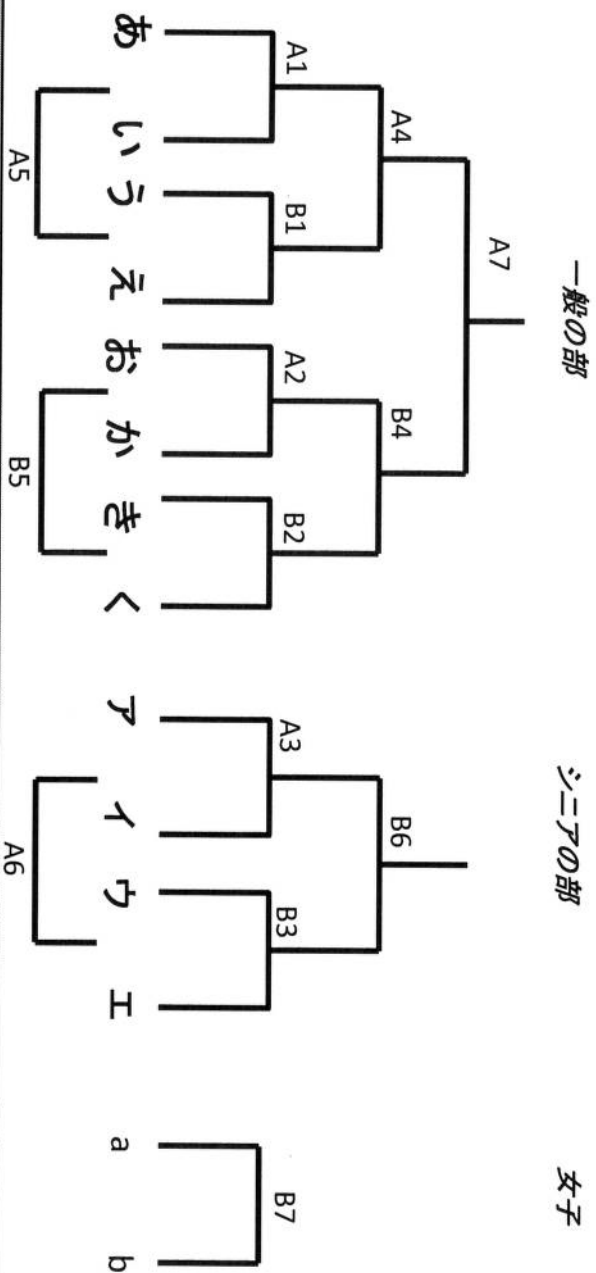 一般の部 シニアの部 女子
A7
A4 B4 B6
A1 B1 A2 B2 A3 B3 B7
あ い う え お か き く ア イ ウ エ a b
A5 B5 A6